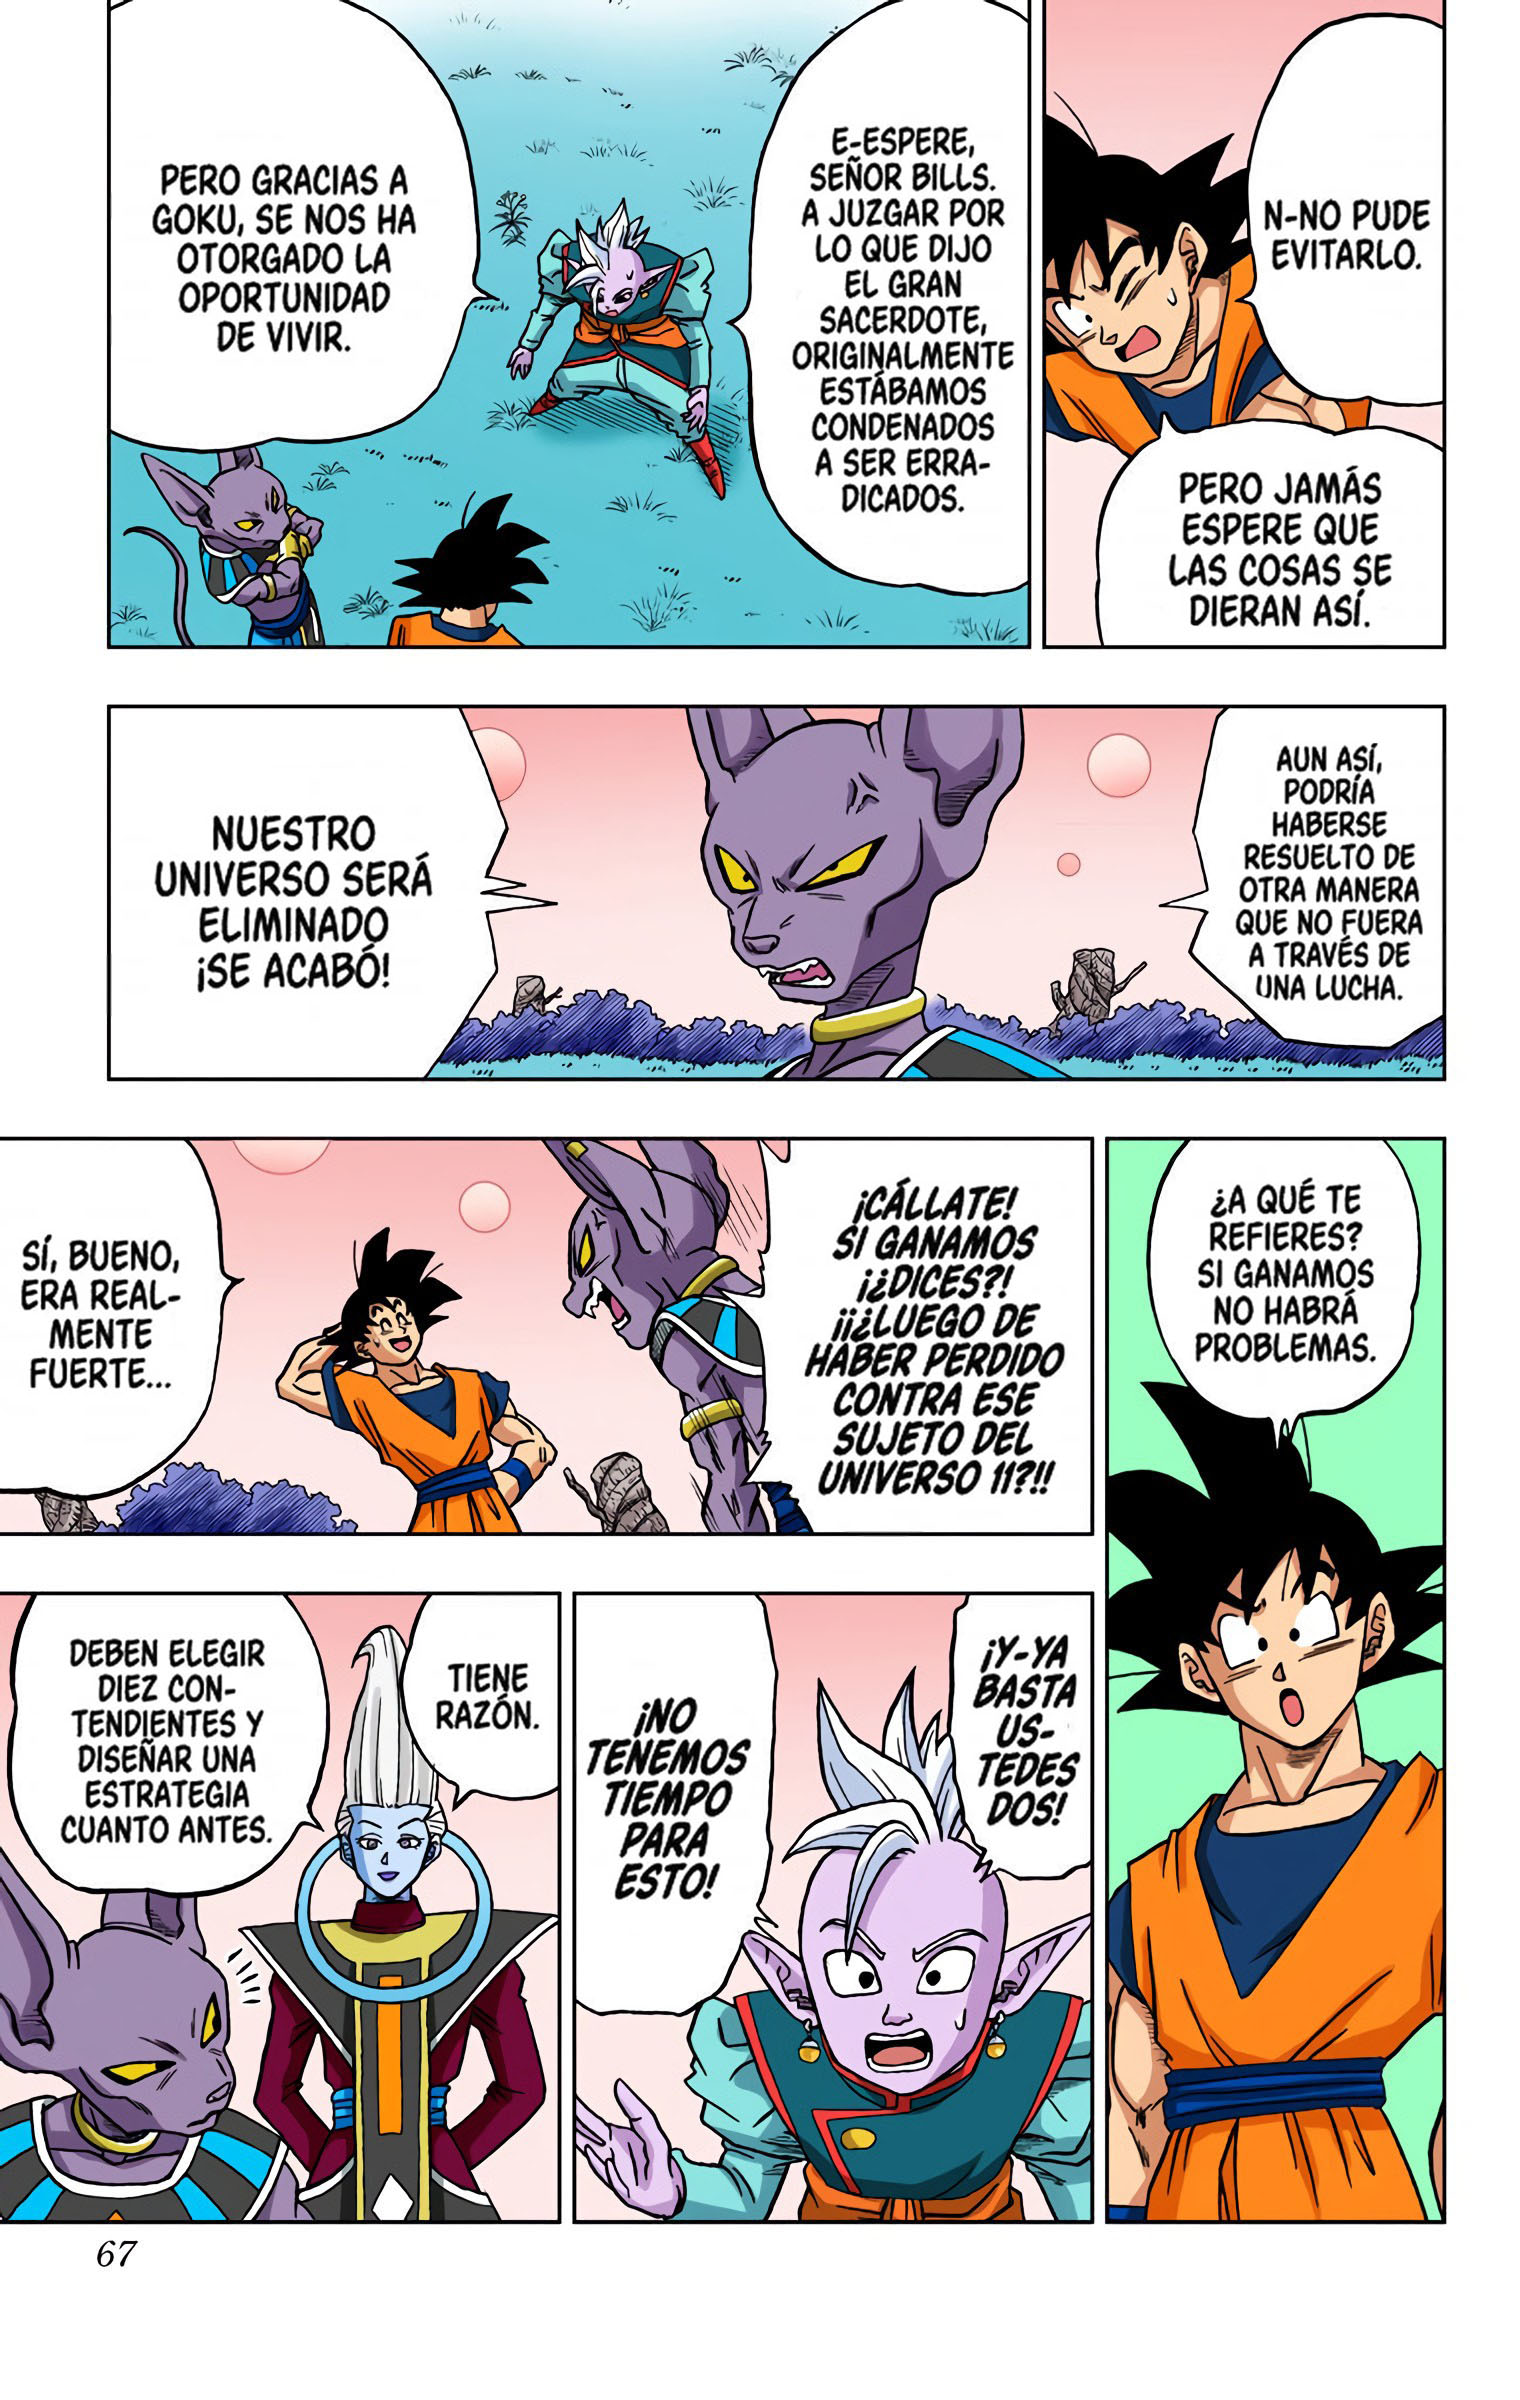 N-NO PUDE
EVITARLO.
PERO JAMÁS
ESPERE QUE
LAS COSAS SE
DIERAN ASÍ.
E-ESPERE,
SEÑOR BILLS.
A JUZGAR POR
LO QUE DIJO
EL GRAN
SACERDOTE,
ORIGINALMENTE
ESTÁBAMOS
CONDENADOS
A SER ERRA-
DICADOS.
PERO GRACIAS A
GOKU, SE NOS HA
OTORGADO LA
OPORTUNIDAD
DE VIVIR.
AUN ASÍ,
PODRÍA
HABERSE
RESUELTO DE
OTRA MANERA
QUE NO FUERA
A TRAVÉS DE
UNA LUCHA.
NUESTRO
UNIVERSO SERÁ
ELIMINADO
¡SE ACABÓ!
¿A QUÉ TE
REFIERES?
SI GANAMOS
NO HABRÁ
PROBLEMAS.
¡CÁLLATE!
SI GANAMOS
¡¿DICES?!
¡¡¿LUEGO DE
HABER PERDIDO
CONTRA ESE
SUJETO DEL
UNIVERSO 11?!!
SÍ, BUENO,
ERA REAL-
MENTE
FUERTE...
¡Y-YA
BASTA
US-
TEDES
DOS!
¡NO
TENEMOS
TIEMPO
PARA
ESTO!
TIENE
RAZÓN.
DEBEN ELEGIR
DIEZ CON-
TENDIENTES Y
DISEÑAR UNA
ESTRATEGIA
CUANTO ANTES.
67